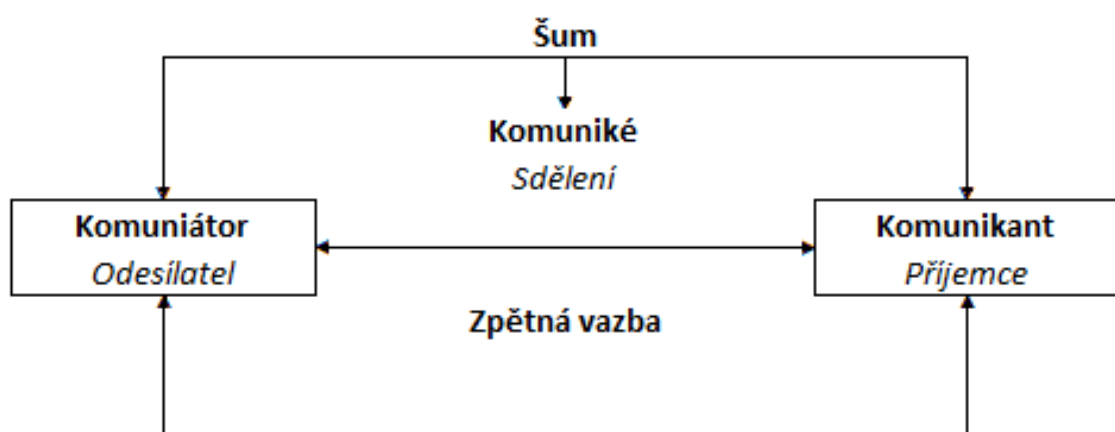 Šum
Komuniké
Sdělení
Komuniátor
Odesílatel
Komunikant
Příjemce
Zpětná vazba